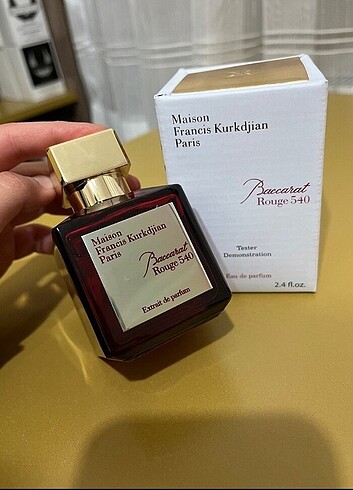 Maison
Francis Kurkdjian
Paris
Baccarat
Rouge 540
Tester
Demonstration
Eau de parfum
2.4 fl.oz.
Maison
Francis Kurkdjian
Paris
Baccarat
Rouge 540
Extrait de parfum